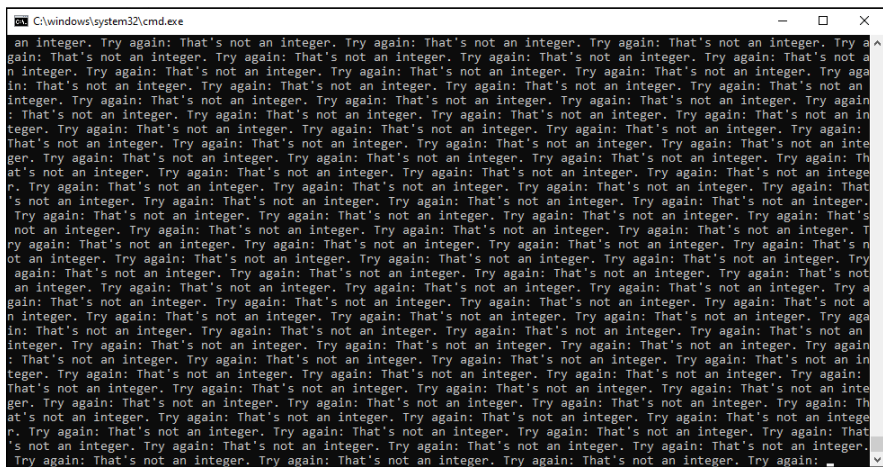 C:\windows\system32\cmd.exe
an integer. Try again: That's not an integer. Try again: That's not an integer. Try again: That's not an integer. Try a
gain: That's not an integer. Try again: That's not an integer. Try again: That's not an integer. Try again: That's not a
n integer. Try again: That's not an integer. Try again: That's not an integer. Try again: That's not an integer. Try aga
in: That's not an integer. Try again: That's not an integer. Try again: That's not an integer. Try again: That's not an
integer. Try again: That's not an integer. Try again: That's not an integer. Try again: That's not an integer. Try again
: That's not an integer. Try again: That's not an integer. Try again: That's not an integer. Try again: That's not an in
teger. Try again: That's not an integer. Try again: That's not an integer. Try again: That's not an integer. Try again:
That's not an integer. Try again: That's not an integer. Try again: That's not an integer. Try again: That's not an inte
ger. Try again: That's not an integer. Try again: That's not an integer. Try again: That's not an integer. Try again: Th
at's not an integer. Try again: That's not an integer. Try again: That's not an integer. Try again: That's not an intege
r. Try again: That's not an integer. Try again: That's not an integer. Try again: That's not an integer. Try again: That
's not an integer. Try again: That's not an integer. Try again: That's not an integer. Try again: That's not an integer.
Try again: That's not an integer. Try again: That's not an integer. Try again: That's not an integer. Try again: That's
not an integer. Try again: That's not an integer. Try again: That's not an integer. Try again: That's not an integer. T
ry again: That's not an integer. Try again: That's not an integer. Try again: That's not an integer. Try again: That's n
ot an integer. Try again: That's not an integer. Try again: That's not an integer. Try again: That's not an integer. Try
again: That's not an integer. Try again: That's not an integer. Try again: That's not an integer. Try again: That's not
an integer. Try again: That's not an integer. Try again: That's not an integer. Try again: That's not an integer. Try a
gain: That's not an integer. Try again: That's not an integer. Try again: That's not an integer. Try again: That's not a
n integer. Try again: That's not an integer. Try again: That's not an integer. Try again: That's not an integer. Try aga
in: That's not an integer. Try again: That's not an integer. Try again: That's not an integer. Try again: That's not an
integer. Try again: That's not an integer. Try again: That's not an integer. Try again: That's not an integer. Try again
: That's not an integer. Try again: That's not an integer. Try again: That's not an integer. Try again: That's not an in
teger. Try again: That's not an integer. Try again: That's not an integer. Try again: That's not an integer. Try again:
That's not an integer. Try again: That's not an integer. Try again: That's not an integer. Try again: That's not an inte
ger. Try again: That's not an integer. Try again: That's not an integer. Try again: That's not an integer. Try again: Th
at's not an integer. Try again: That's not an integer. Try again: That's not an integer. Try again: That's not an intege
r. Try again: That's not an integer. Try again: That's not an integer. Try again: That's not an integer. Try again: That
's not an integer. Try again: That's not an integer. Try again: That's not an integer. Try again: That's not an integer.
Try again: That's not an integer. Try again: That's not an integer. Try again: That's not an integer. Try again: